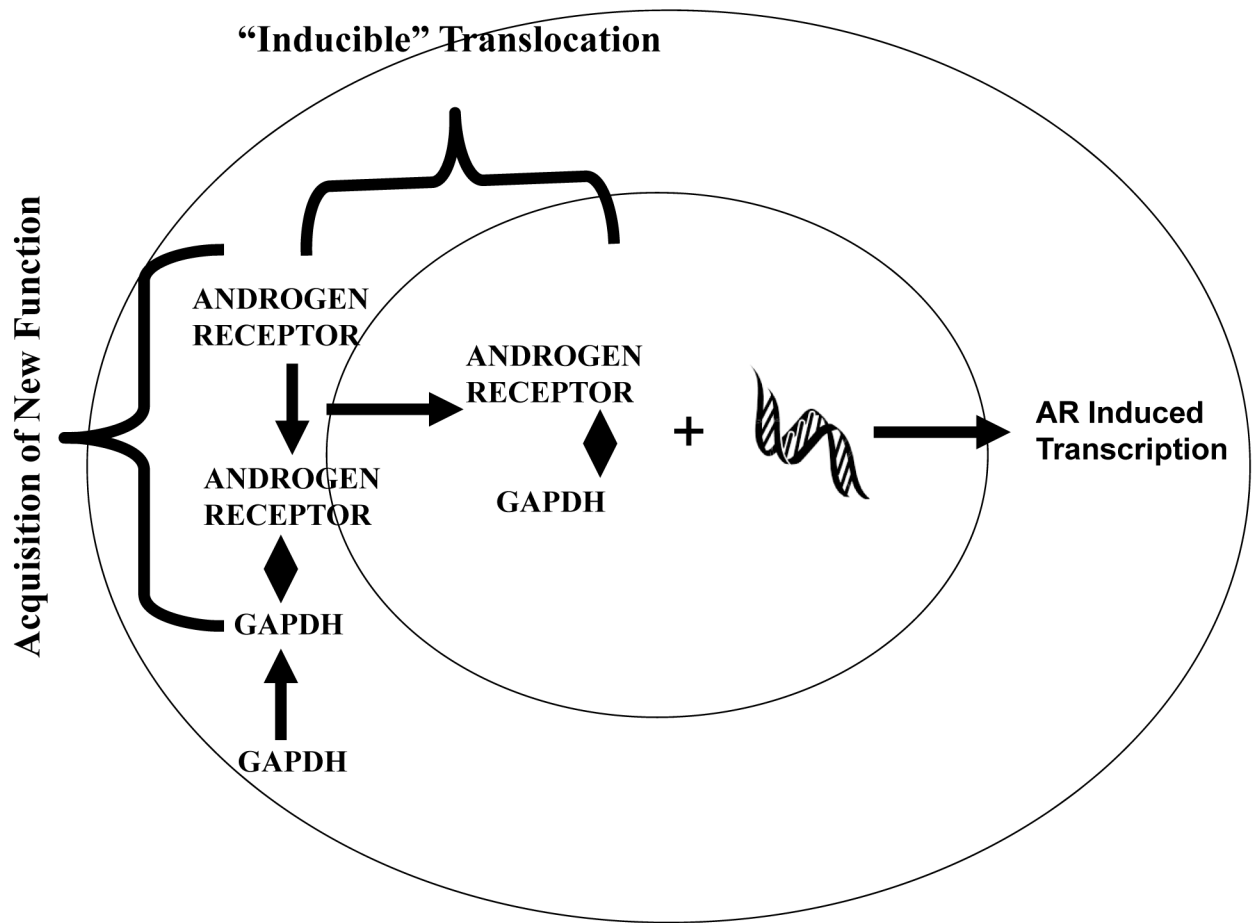 “Inducible” Translocation
Acquisition of New Function
ANDROGEN
RECEPTOR
ANDROGEN
RECEPTOR
GAPDH
GAPDH
ANDROGEN
RECEPTOR
GAPDH
+
AR Induced
Transcription